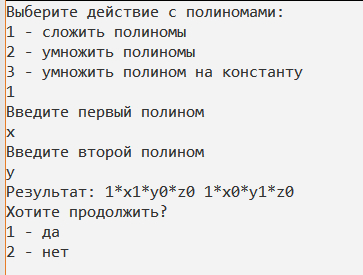 Выберите действие с полиномами:
1 - сложить полиномы
2 - умножить полиномы
3 - умножить полином на константу
1
Введите первый полином
x
Введите второй полином
y
Результат: 1*x1*y0*z0 1*x0*y1*z0
Хотите продолжить?
1 - да
2 - нет